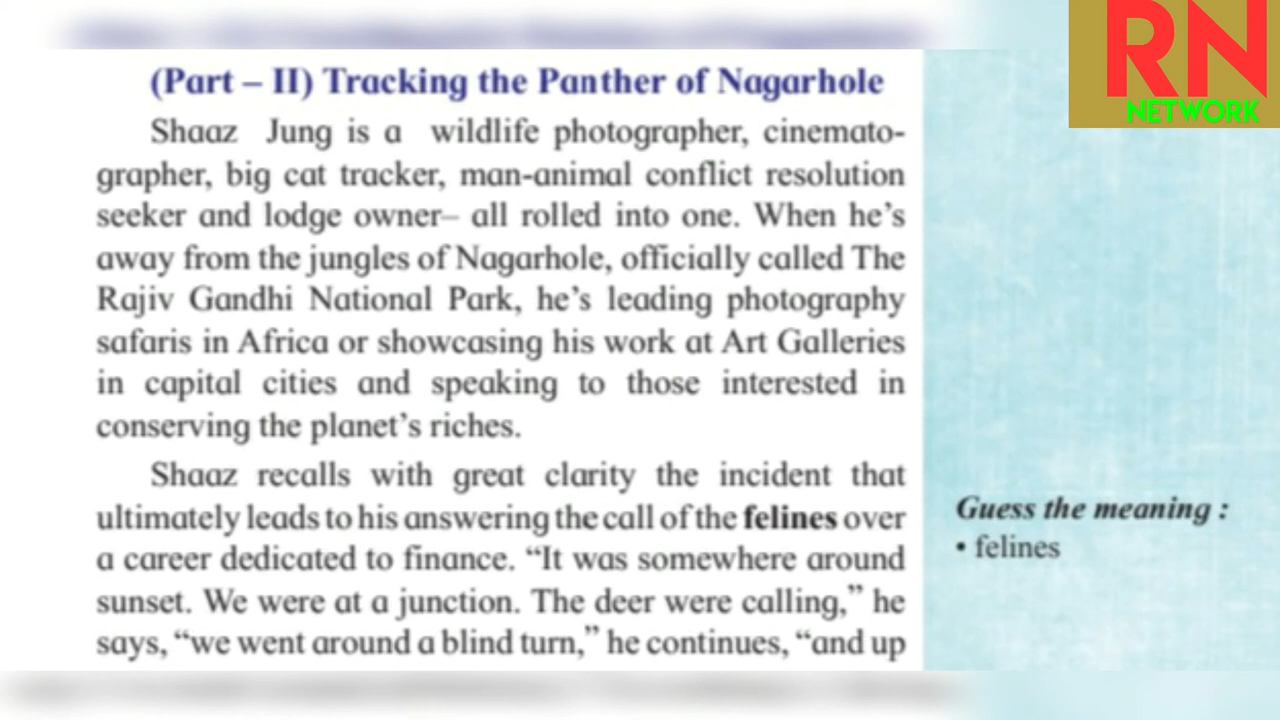 RN
NETWORK
(Part – II) Tracking the Panther of Nagarhole
Shaaz Jung is a wildlife photographer, cinemato-
grapher, big cat tracker, man-animal conflict resolution
seeker and lodge owner– all rolled into one. When he's
away from the jungles of Nagarhole, officially called The
Rajiv Gandhi National Park, he's leading photography
safaris in Africa or showcasing his work at Art Galleries
in capital cities and speaking to those interested in
conserving the planet's riches.
Shaaz recalls with great clarity the incident that
ultimately leads to his answering the call of the felines over
a career dedicated to finance. “It was somewhere around
sunset. We were at a junction. The deer were calling,” he
says, “we went around a blind turn,” he continues, “and up
Guess the meaning :
• felines